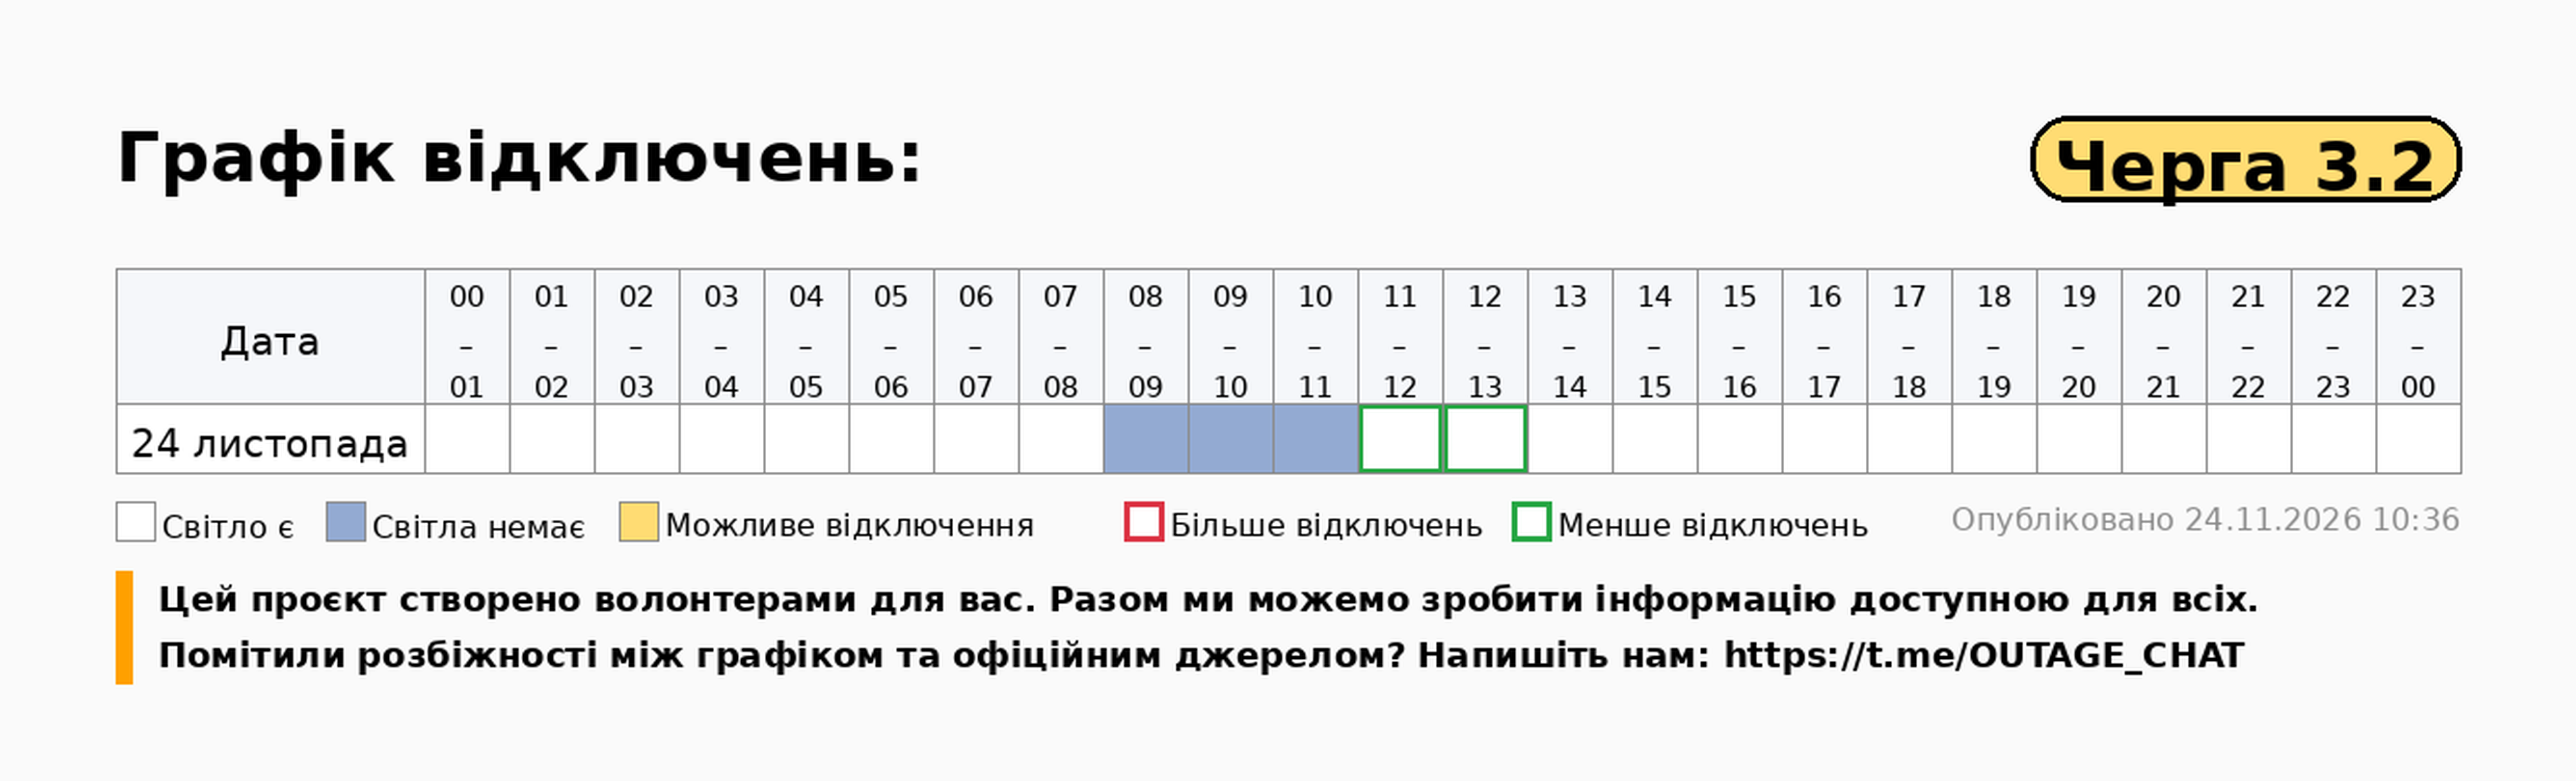 Графік відключень:
Черга 3.2
Дата 00 – 01 01 – 02 02 – 03 03 – 04 04 – 05 05 – 06 06 – 07 07 – 08 08 – 09 09 – 10 10 – 11 11 – 12 12 – 13 13 – 14 14 – 15 15 – 16 16 – 17 17 – 18 18 – 19 19 – 20 20 – 21 21 – 22 22 – 23 23 – 00
24 листопада
Світло є Світла немає Можливе відключення Більше відключень Менше відключень Опубліковано 24.11.2026 10:36
Цей проєкт створено волонтерами для вас. Разом ми можемо зробити інформацію доступною для всіх.
Помітили розбіжності між графіком та офіційним джерелом? Напишіть нам: https://t.me/OUTAGE_CHAT